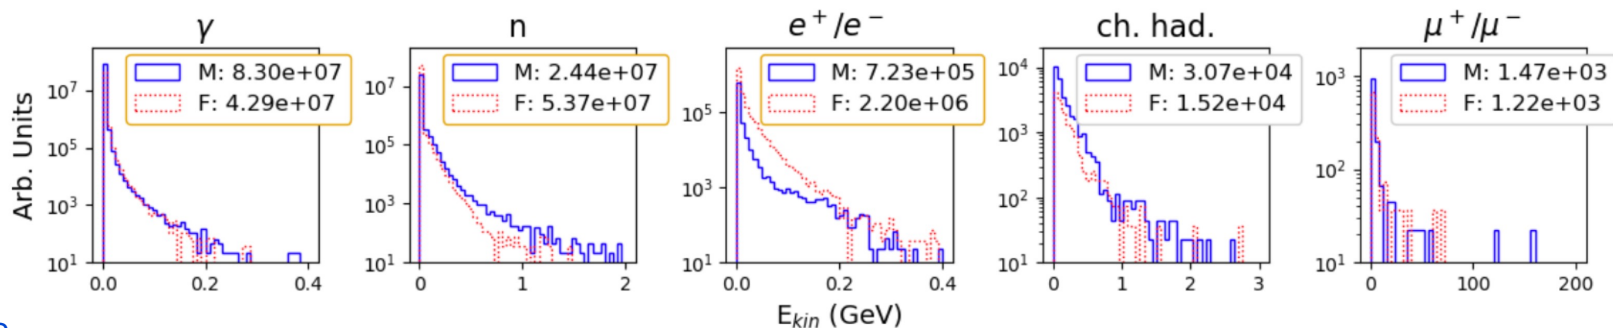 γ
n
e⁺/e⁻
ch. had.
μ⁺/μ⁻
Arb. Units
10⁷
10⁵
10³
10¹
M: 8.30e+07
F: 4.29e+07
0.0
0.2
0.4
10⁷
10⁵
10³
10¹
M: 2.44e+07
F: 5.37e+07
0
1
2
10⁵
10³
10¹
M: 7.23e+05
F: 2.20e+06
0.0
0.2
0.4
10⁴
10³
10²
10¹
M: 3.07e+04
F: 1.52e+04
0
1
2
3
10³
10²
10¹
M: 1.47e+03
F: 1.22e+03
0
100
200
E_kin (GeV)